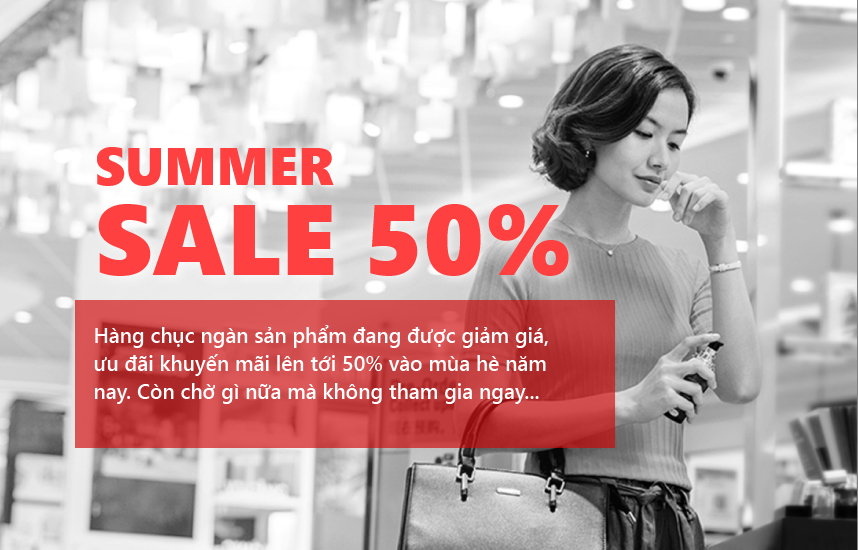 SUMMER
SALE 50%
Hàng chục ngàn sản phẩm đang được giảm giá,
ưu đãi khuyến mãi lên tới 50% vào mùa hè năm
nay. Còn chờ gì nữa mà không tham gia ngay...